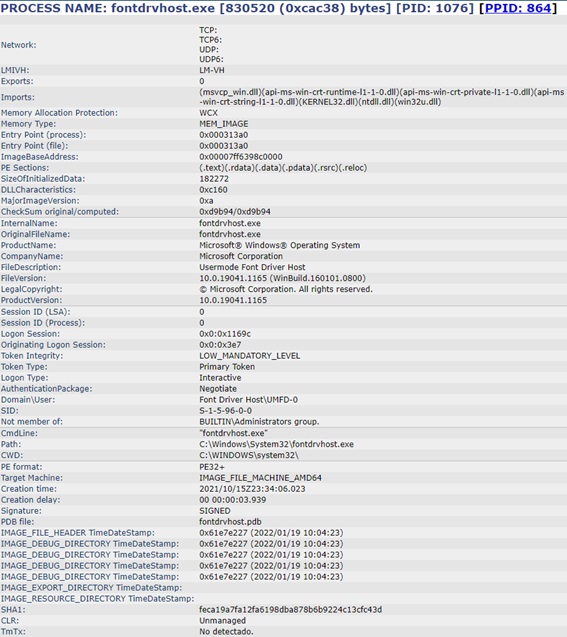 PROCESS NAME: fontdrvhost.exe [830520 (0xcac38) bytes] [PID: 1076] [PPID: 864]
Network: TCP:
TCP6:
UDP:
UDP6:
LMIVH: LM-VH
Exports: 0
Imports: (msvcp_win.dll)(api-ms-win-crt-runtime-l1-1-0.dll)(api-ms-win-crt-private-l1-1-0.dll)(api-ms
-win-crt-string-l1-1-0.dll)(KERNEL32.dll)(ntdll.dll)(win32u.dll)
Memory Allocation Protection: WCX
Memory Type: MEM_IMAGE
Entry Point (process): 0x000313a0
Entry Point (file): 0x000313a0
ImageBaseAddress: 0x00007ff6398c0000
PE Sections: (.text)(.rdata)(.data)(.pdata)(.rsrc)(.reloc)
SizeOfInitializedData: 182272
DLLCharacteristics: 0xc160
MajorImageVersion: 0xa
CheckSum original/computed: 0xd9b94/0xd9b94
InternalName: fontdrvhost.exe
OriginalFileName: fontdrvhost.exe
ProductName: Microsoft® Windows® Operating System
CompanyName: Microsoft Corporation
FileDescription: Usermode Font Driver Host
FileVersion: 10.0.19041.1165 (WinBuild.160101.0800)
LegalCopyright: © Microsoft Corporation. All rights reserved.
ProductVersion: 10.0.19041.1165
Session ID (LSA): 0
Session ID (Process): 0
Logon Session: 0x0:0x1169c
Originating Logon Session: 0x0:0x3e7
Token Integrity: LOW_MANDATORY_LEVEL
Token Type: Primary Token
Logon Type: Interactive
AuthenticationPackage: Negotiate
Domain\User: Font Driver Host\UMFD-0
SID: S-1-5-96-0-0
Not member of: BUILTIN\Administrators group.
CmdLine: "fontdrvhost.exe"
Path: C:\Windows\System32\fontdrvhost.exe
CWD: C:\WINDOWS\system32\
PE format: PE32+
Target Machine: IMAGE_FILE_MACHINE_AMD64
Creation time: 2021/10/15Z23:34:06.023
Creation delay: 00 00:00:03.939
Signature: SIGNED
PDB file: fontdrvhost.pdb
IMAGE_FILE_HEADER TimeDateStamp: 0x61e7e227 (2022/01/19 10:04:23)
IMAGE_DEBUG_DIRECTORY TimeDateStamp: 0x61e7e227 (2022/01/19 10:04:23)
IMAGE_DEBUG_DIRECTORY TimeDateStamp: 0x61e7e227 (2022/01/19 10:04:23)
IMAGE_DEBUG_DIRECTORY TimeDateStamp: 0x61e7e227 (2022/01/19 10:04:23)
IMAGE_DEBUG_DIRECTORY TimeDateStamp: 0x61e7e227 (2022/01/19 10:04:23)
IMAGE_EXPORT_DIRECTORY TimeDateStamp:
IMAGE_RESOURCE_DIRECTORY TimeDateStamp:
SHA1: feca19a7fa12fa6198dba878b6b9224c13cfc43d
CLR: Unmanaged
TmTx: No detectado.